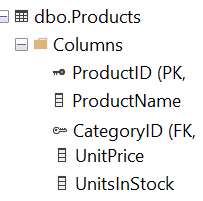 dbo.Products
Columns
ProductID (PK,
ProductName
CategoryID (FK,
UnitPrice
UnitsInStock